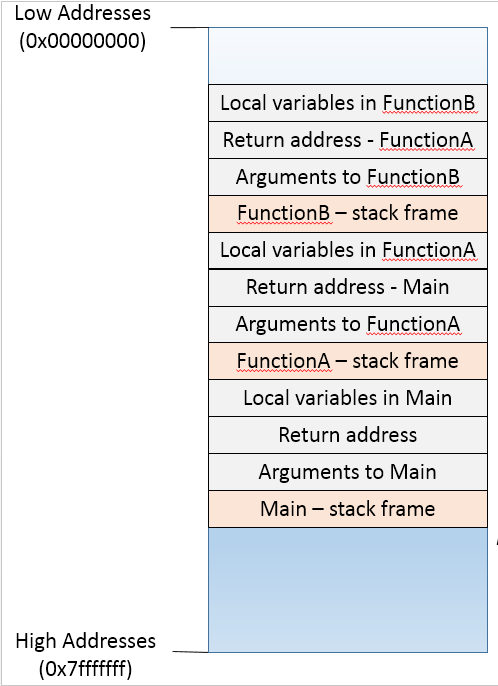 Low Addresses
(0x00000000)
Local variables in FunctionB
Return address - FunctionA
Arguments to FunctionB
FunctionB – stack frame
Local variables in FunctionA
Return address - Main
Arguments to FunctionA
FunctionA – stack frame
Local variables in Main
Return address
Arguments to Main
Main – stack frame
High Addresses
(0x7fffffff)